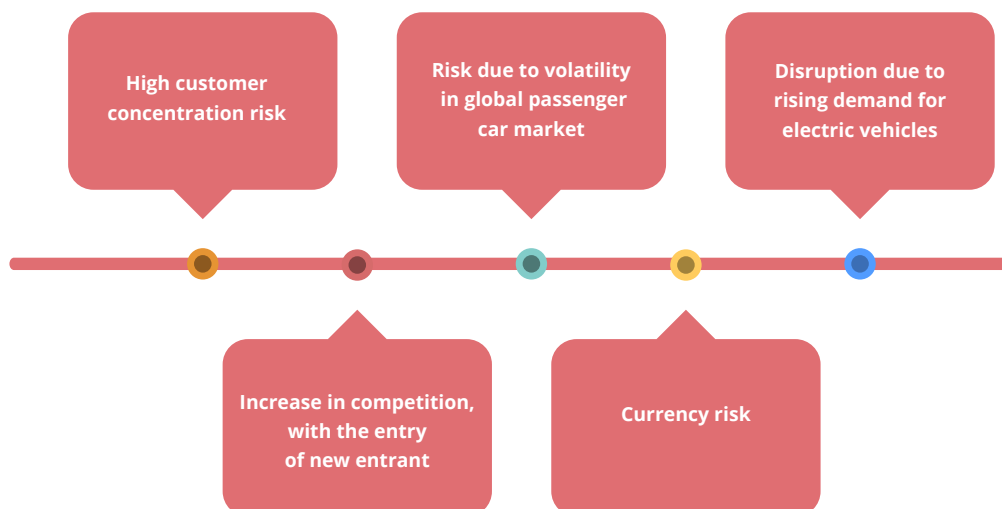 High customer
concentration risk
Risk due to volatility
in global passenger
car market
Disruption due to
rising demand for
electric vehicles
Increase in competition,
with the entry
of new entrant
Currency risk